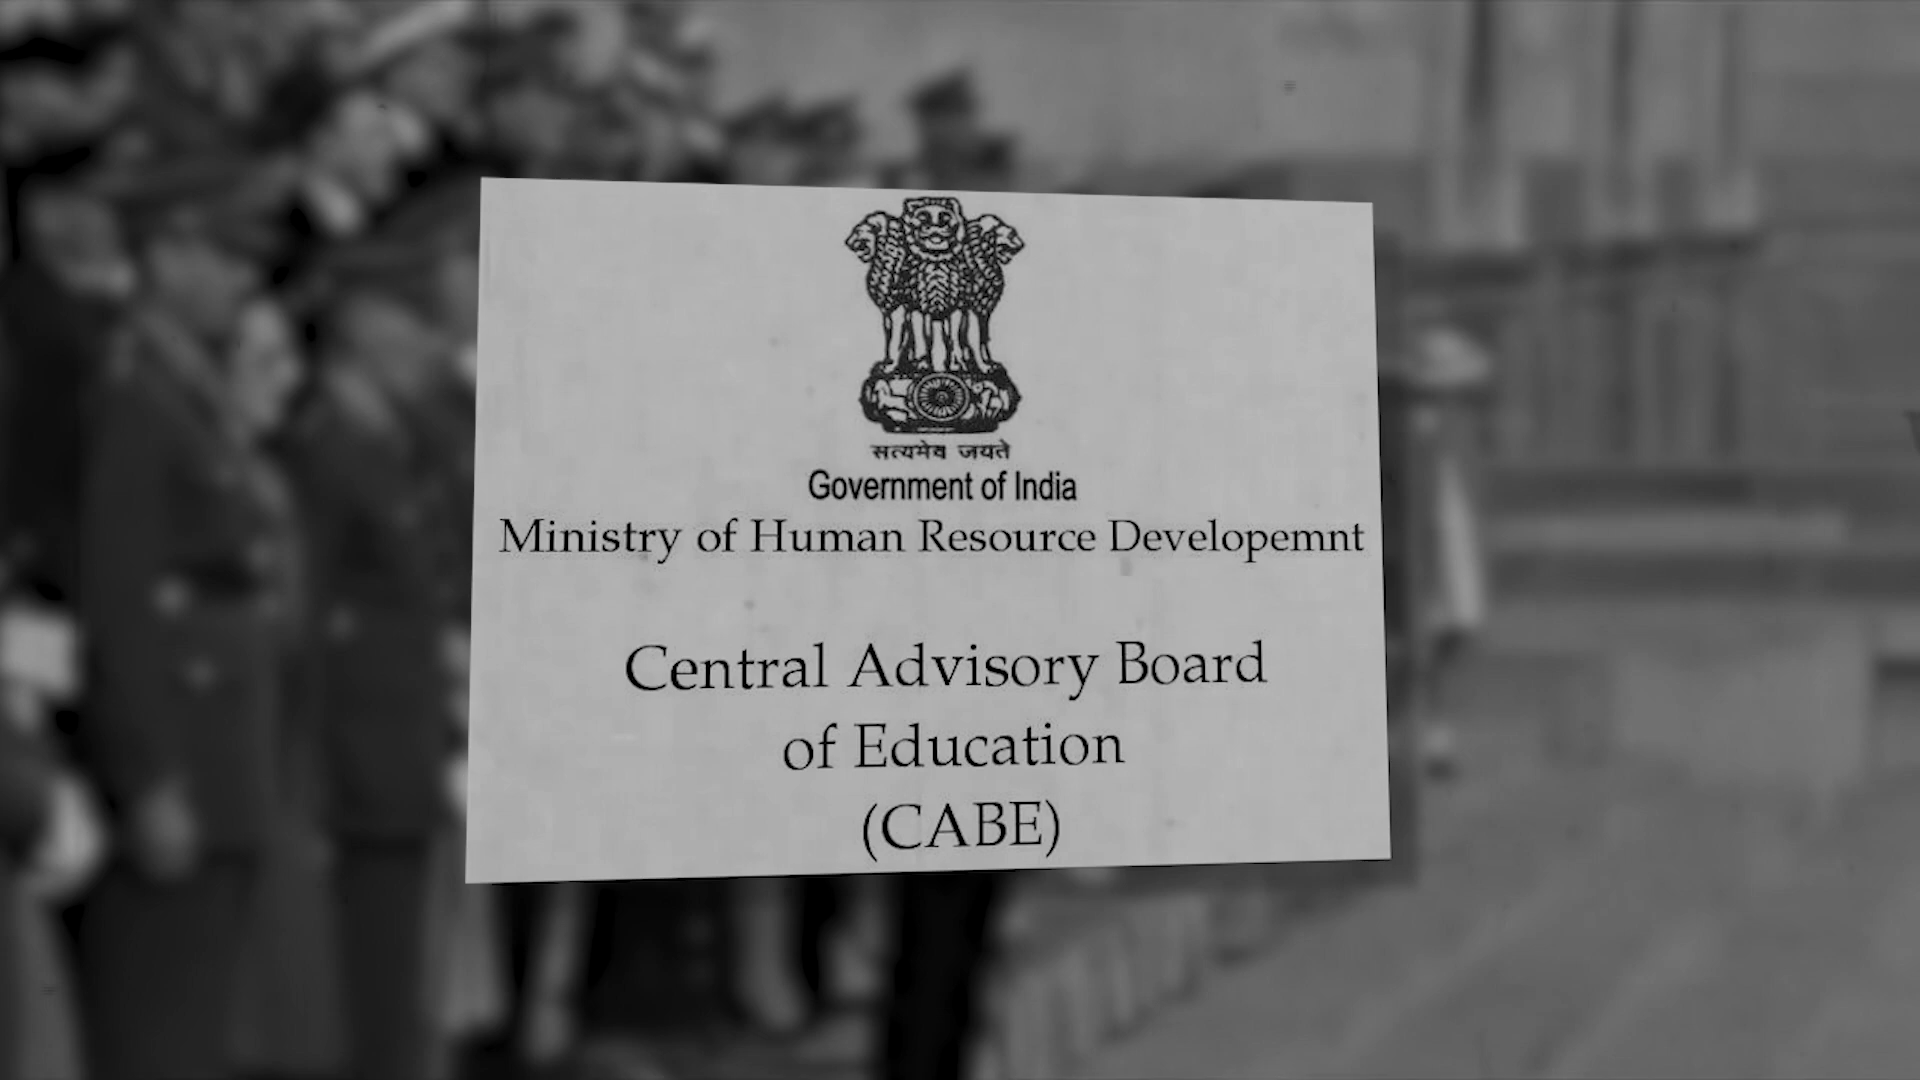 सत्यमेव जयते
Government of India
Ministry of Human Resource Developemnt
Central Advisory Board
of Education
(CABE)